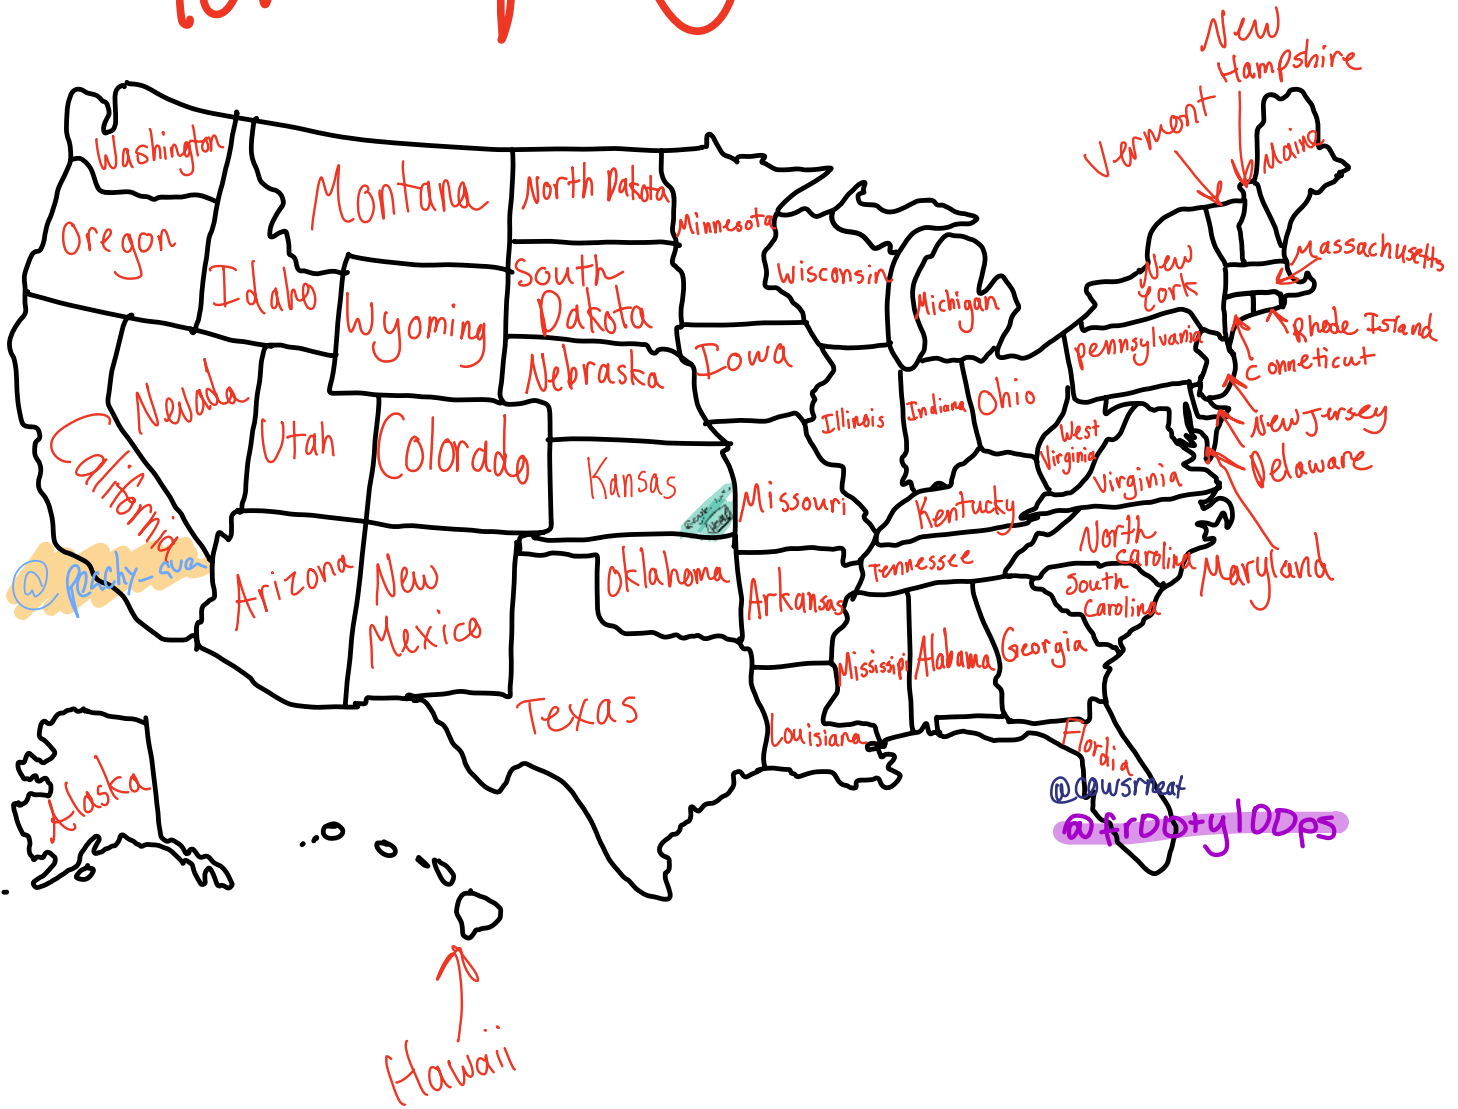 New
Hampshire
Vermont
Maine
Washington
Montana
North Dakota
Minnesota
Oregon
Idaho
Wyoming
South
Dakota
Wisconsin
Michigan
New
York
Massachusetts
Rhode Island
Conneticut
Pennsylvania
New Jersey
Delaware
Maryland
Nevada
Utah
Colorado
Nebraska
Iowa
Illinois
Indiana
Ohio
West
Virginia
Virginia
California
Kansas
Missouri
Kentucky
North
Carolina
Tennessee
South
Carolina
Arizona
New
Mexico
Oklahoma
Arkansas
Mississipi
Alabama
Georgia
Texas
Louisiana
Flordia
@cowsrneat
@fr00tyl00ps
Alaska
Hawaii